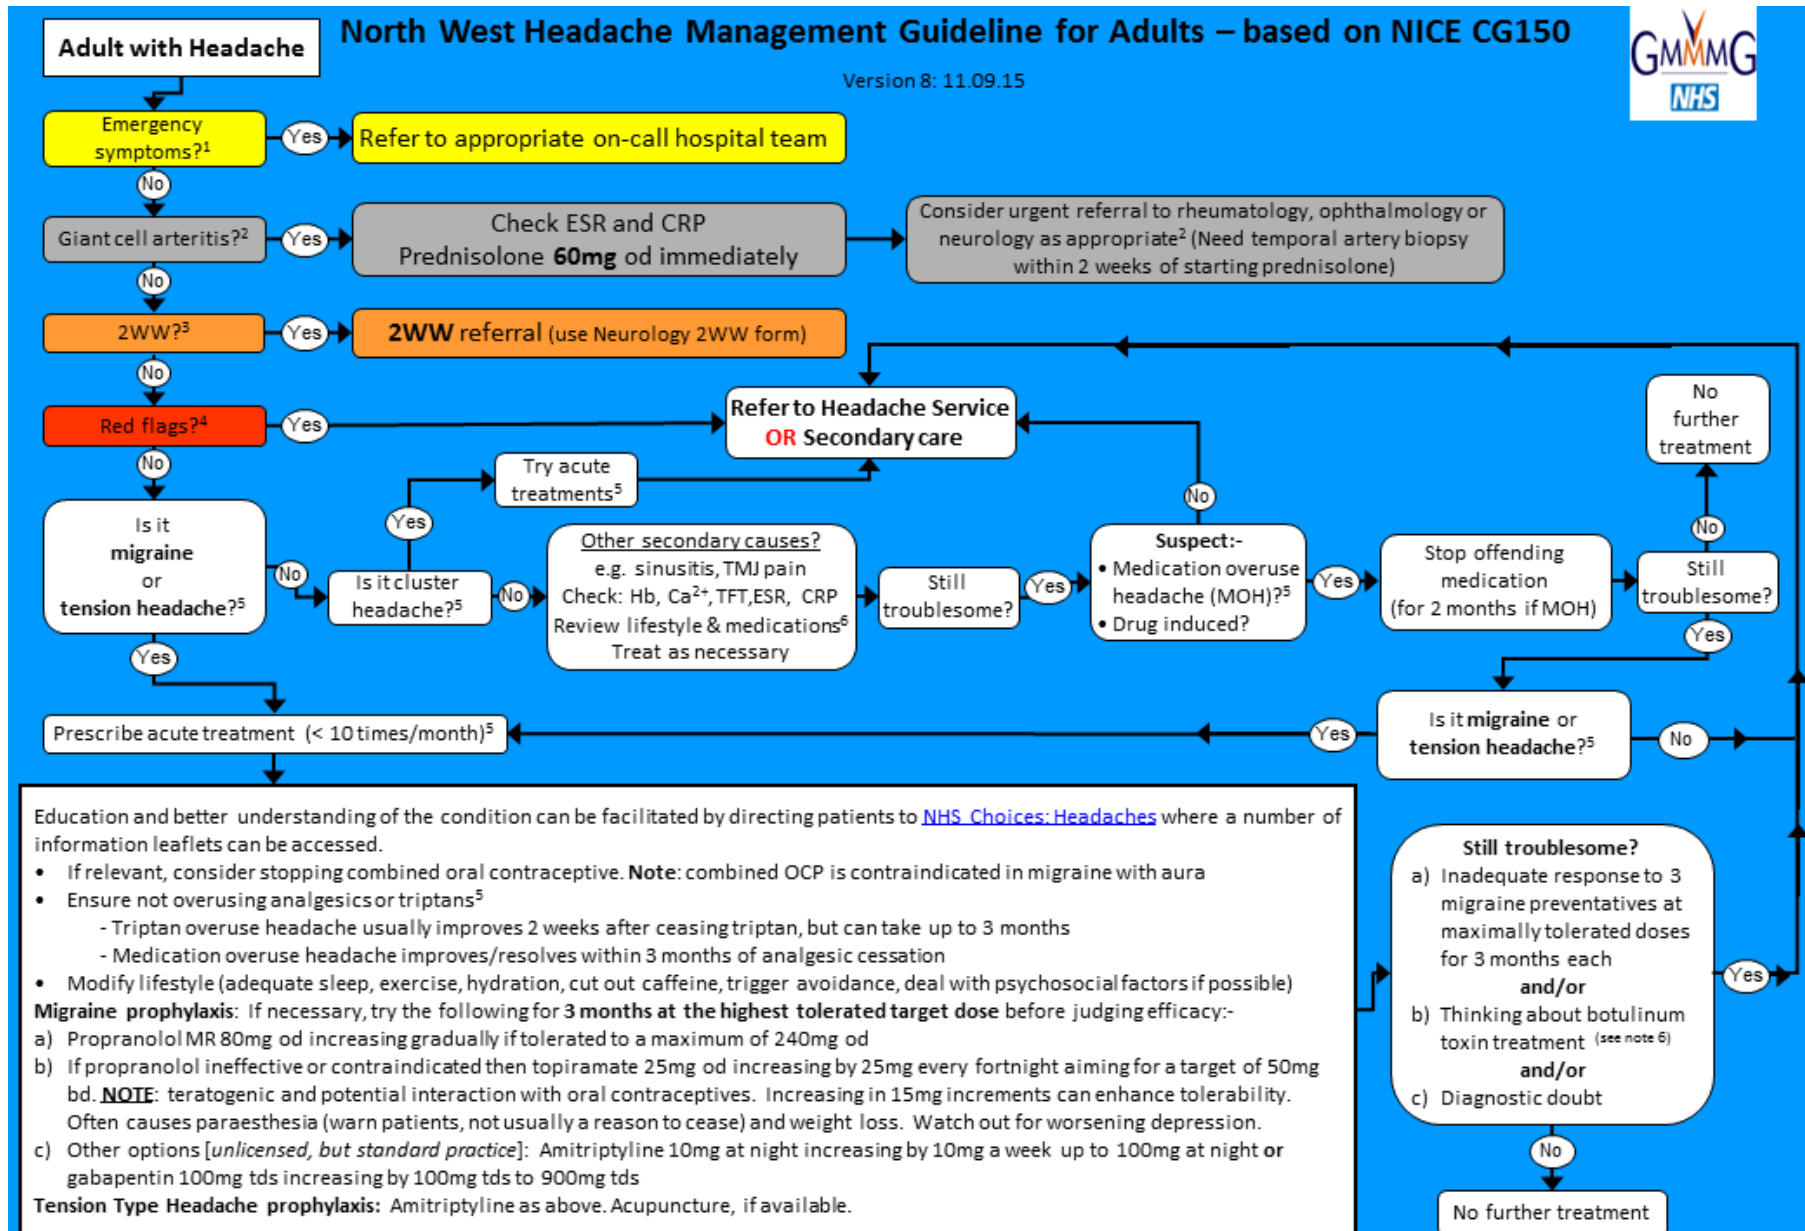 Adult with Headache
North West Headache Management Guideline for Adults – based on NICE CG150
Version 8: 11.09.15
GMMMG
NHS
Emergency
symptoms?1
Yes
Refer to appropriate on-call hospital team
No
Giant cell arteritis?2
Yes
Check ESR and CRP
Prednisolone 60mg od immediately
Consider urgent referral to rheumatology, ophthalmology or
neurology as appropriate2 (Need temporal artery biopsy
within 2 weeks of starting prednisolone)
No
2WW?3
Yes
2WW referral (use Neurology 2WW form)
No
Red flags?4
Yes
Refer to Headache Service
OR Secondary care
No
further
treatment
No
Try acute
treatments5
Yes
No
No
Is it
migraine
or
tension headache?5
No
Is it cluster
headache?5
No
Other secondary causes?
e.g. sinusitis, TMJ pain
Check: Hb, Ca2+, TFT, ESR, CRP
Review lifestyle & medications6
Treat as necessary
Still
troublesome?
Yes
Suspect:-
• Medication overuse
headache (MOH)?5
• Drug induced?
Yes
Stop offending
medication
(for 2 months if MOH)
Still
troublesome?
Yes
Yes
Prescribe acute treatment (< 10 times/month)5
Yes
Is it migraine or
tension headache?5
No
Education and better understanding of the condition can be facilitated by directing patients to NHS Choices: Headaches where a number of
information leaflets can be accessed.
• If relevant, consider stopping combined oral contraceptive. Note: combined OCP is contraindicated in migraine with aura
• Ensure not overusing analgesics or triptans5
- Triptan overuse headache usually improves 2 weeks after ceasing triptan, but can take up to 3 months
- Medication overuse headache improves/resolves within 3 months of analgesic cessation
• Modify lifestyle (adequate sleep, exercise, hydration, cut out caffeine, trigger avoidance, deal with psychosocial factors if possible)
Migraine prophylaxis: If necessary, try the following for 3 months at the highest tolerated target dose before judging efficacy:-
a) Propranolol MR 80mg od increasing gradually if tolerated to a maximum of 240mg od
b) If propranolol ineffective or contraindicated then topiramate 25mg od increasing by 25mg every fortnight aiming for a target of 50mg
bd. NOTE: teratogenic and potential interaction with oral contraceptives. Increasing in 15mg increments can enhance tolerability.
Often causes paraesthesia (warn patients, not usually a reason to cease) and weight loss. Watch out for worsening depression.
c) Other options [unlicensed, but standard practice]: Amitriptyline 10mg at night increasing by 10mg a week up to 100mg at night or
gabapentin 100mg tds increasing by 100mg tds to 900mg tds
Tension Type Headache prophylaxis: Amitriptyline as above. Acupuncture, if available.
Still troublesome?
a) Inadequate response to 3
migraine preventatives at
maximally tolerated doses
for 3 months each
and/or
b) Thinking about botulinum
toxin treatment (see note 6)
and/or
c) Diagnostic doubt
Yes
No
No further treatment